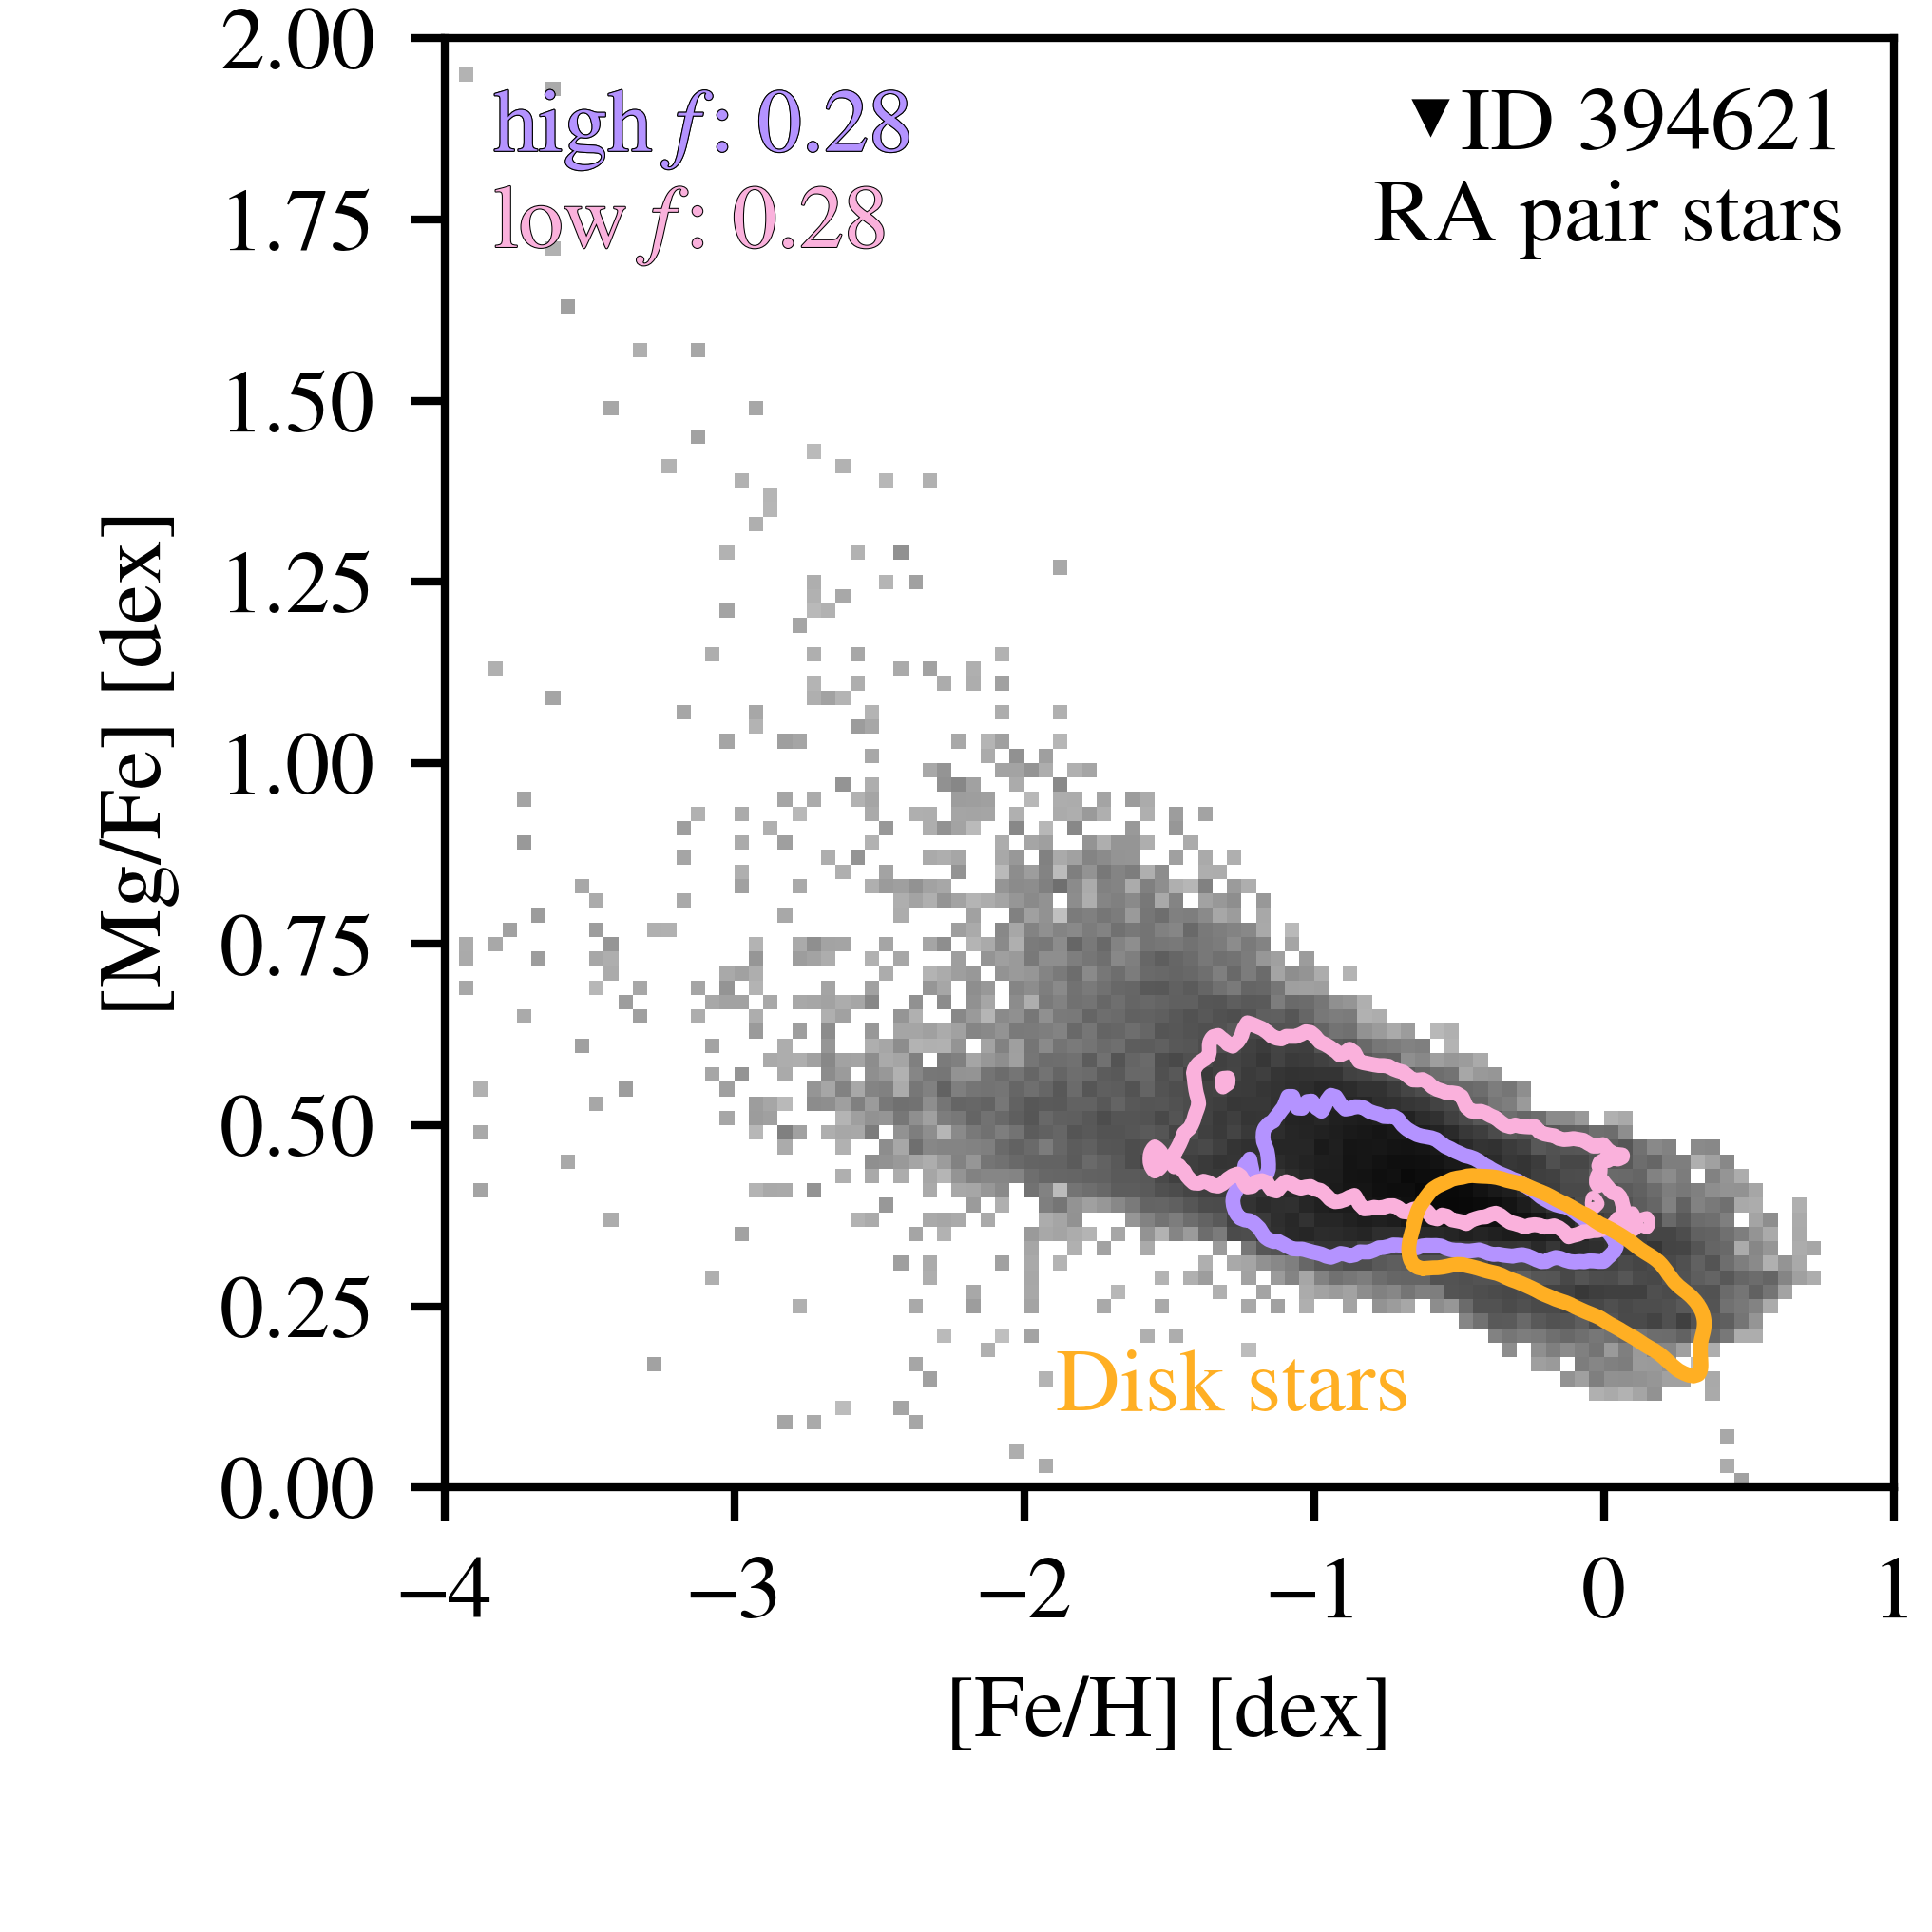 high f: 0.28
low f: 0.28
▼ID 394621
RA pair stars
Disk stars
2.00
1.75
1.50
1.25
1.00
0.75
0.50
0.25
0.00
[Mg/Fe] [dex]
−4 −3 −2 −1 0 1
[Fe/H] [dex]